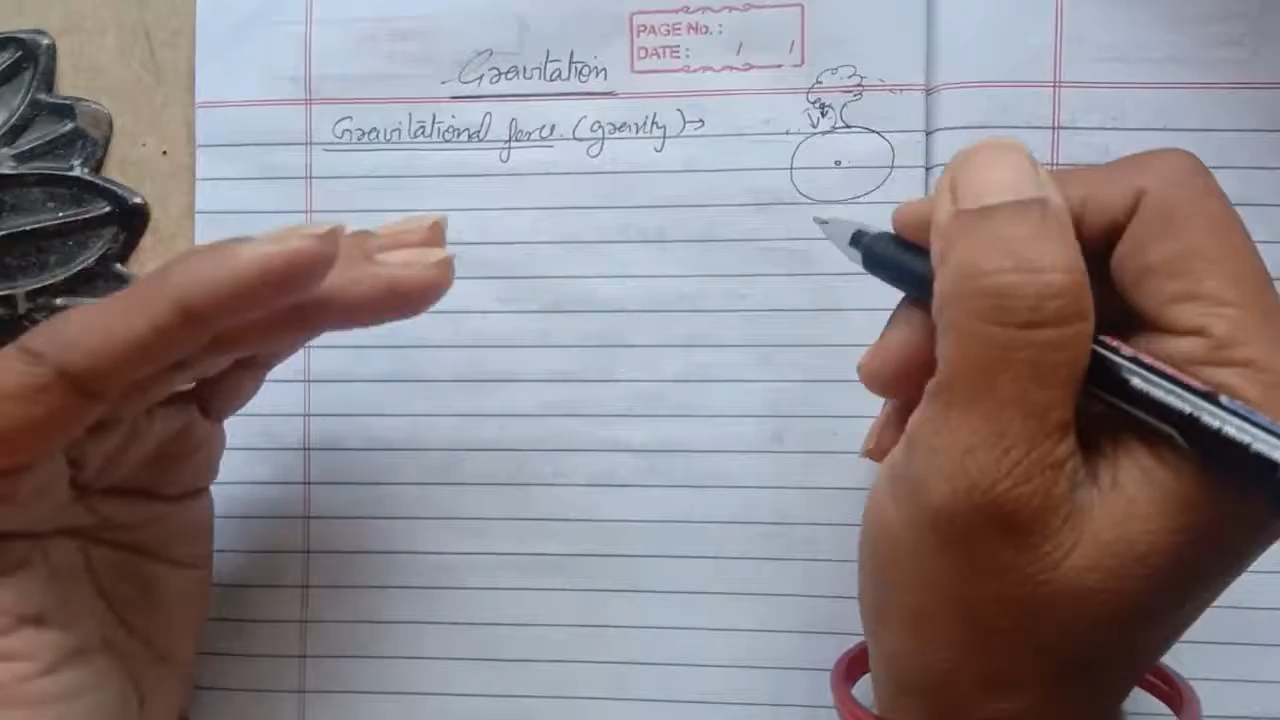 PAGE No. :
DATE : / /
Gravitation
Gravitational force (gravity) →